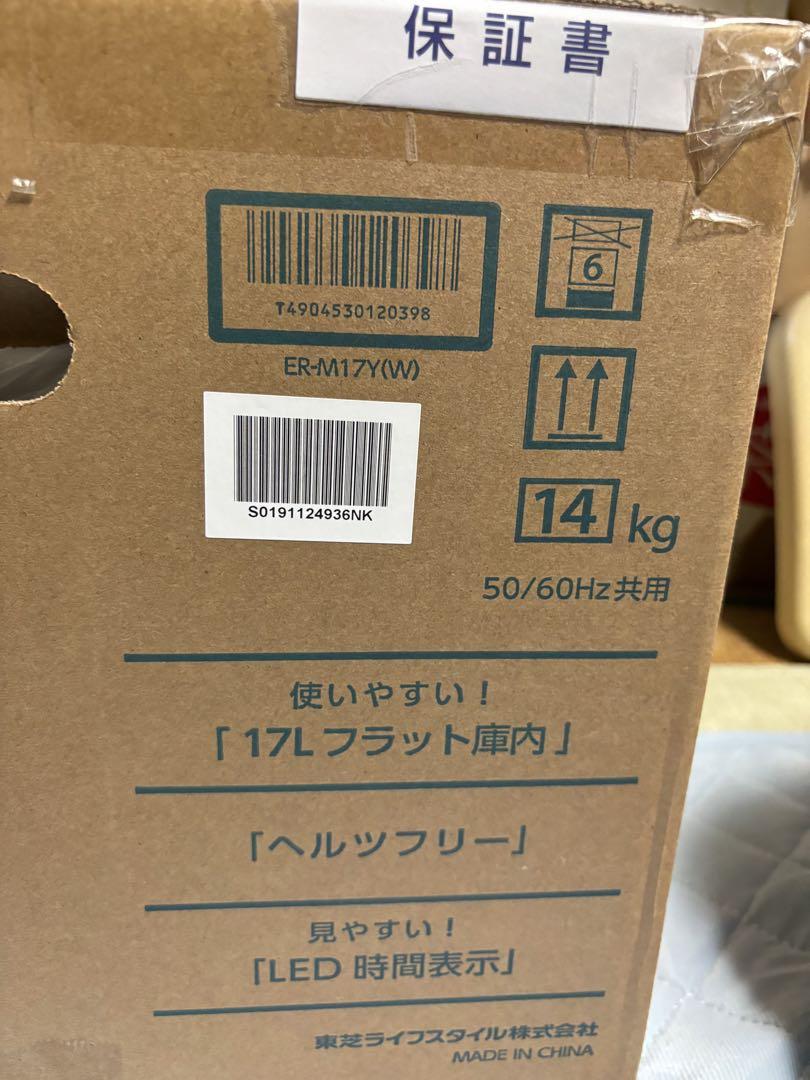 保証書
T4904530120398
6
ER-M17Y(W)
S0191124936NK
14 kg
50/60Hz共用
使いやすい！
「17Lフラット庫内」
「ヘルツフリー」
見やすい！
「LED 時間表示」
東芝ライフスタイル株式会社
MADE IN CHINA